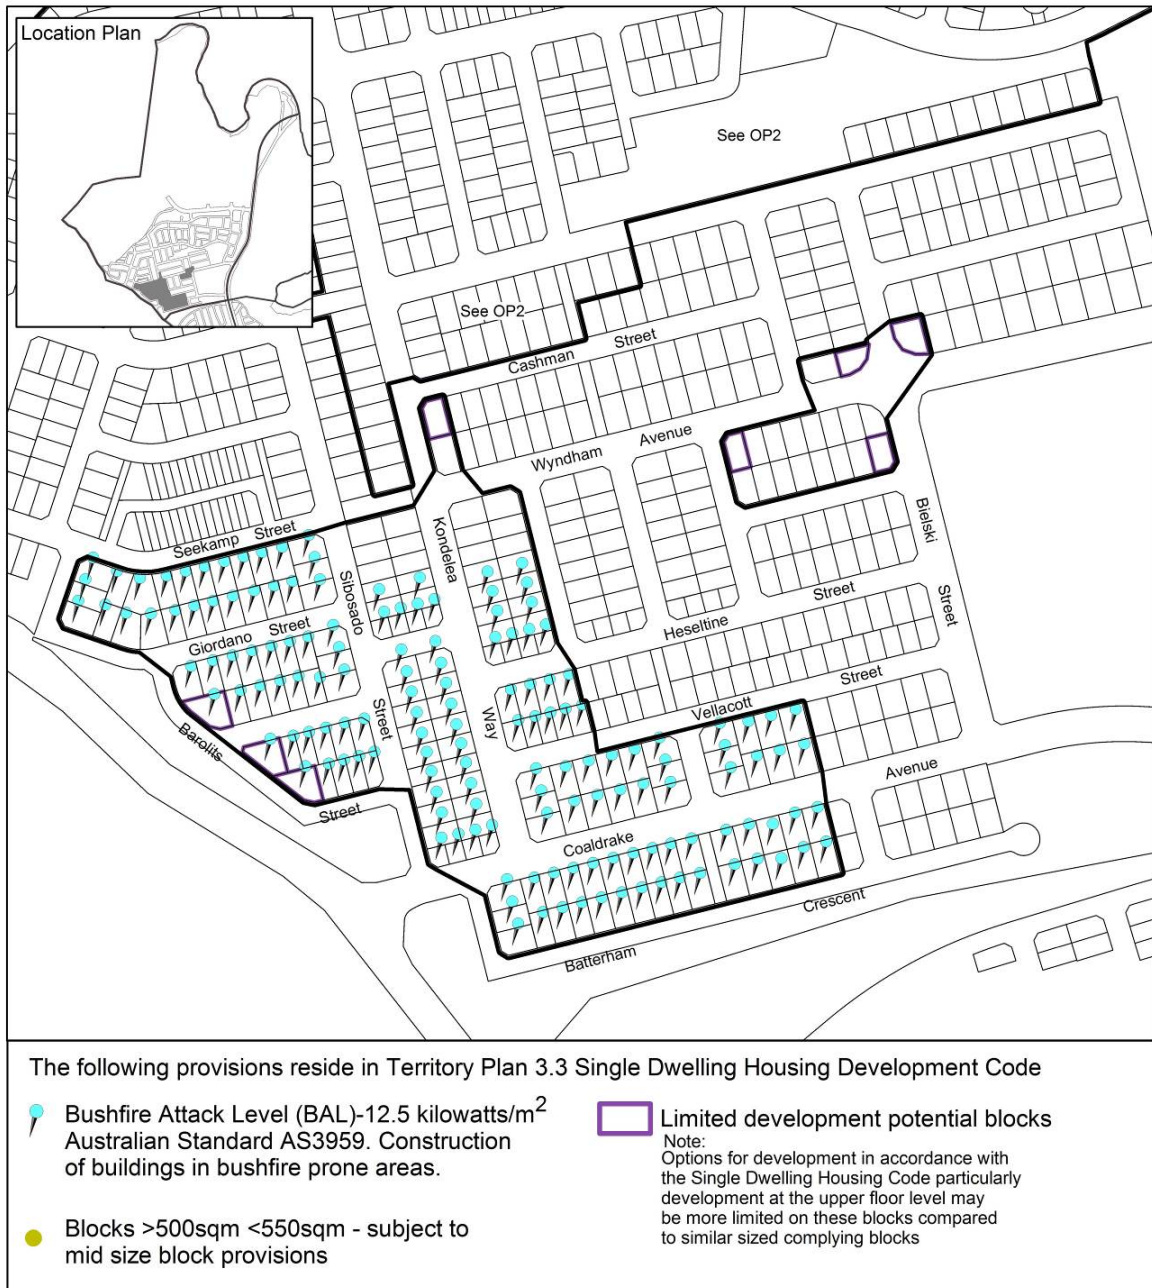 Location Plan
See OP2
See OP2
Cashman Street
Wyndham Avenue
Seekamp Street
Kondelea
Way
Sibosado
Street
Giordano Street
Bielski
Street
Heseltine Street
Vellacott Street
Barolits
Street
Coaldrake Avenue
Batterham Crescent
The following provisions reside in Territory Plan 3.3 Single Dwelling Housing Development Code
Bushfire Attack Level (BAL)-12.5 kilowatts/m²
Australian Standard AS3959. Construction
of buildings in bushfire prone areas.
Blocks >500sqm <550sqm - subject to
mid size block provisions
Limited development potential blocks
Note:
Options for development in accordance with
the Single Dwelling Housing Code particularly
development at the upper floor level may
be more limited on these blocks compared
to similar sized complying blocks